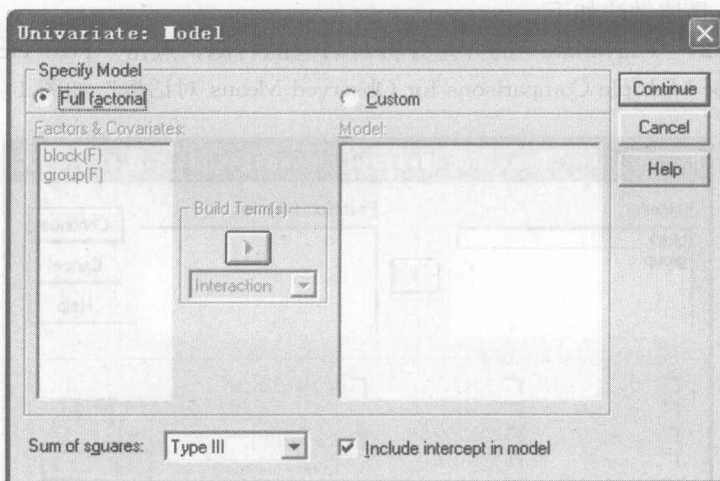 Univariate: Model
Specify Model
Full factorial
Custom
Continue
Cancel
Help
Factors & Covariates:
Model:
block(F)
group(F)
Build Term(s)
Interaction
Sum of squares:
Type III
Include intercept in model